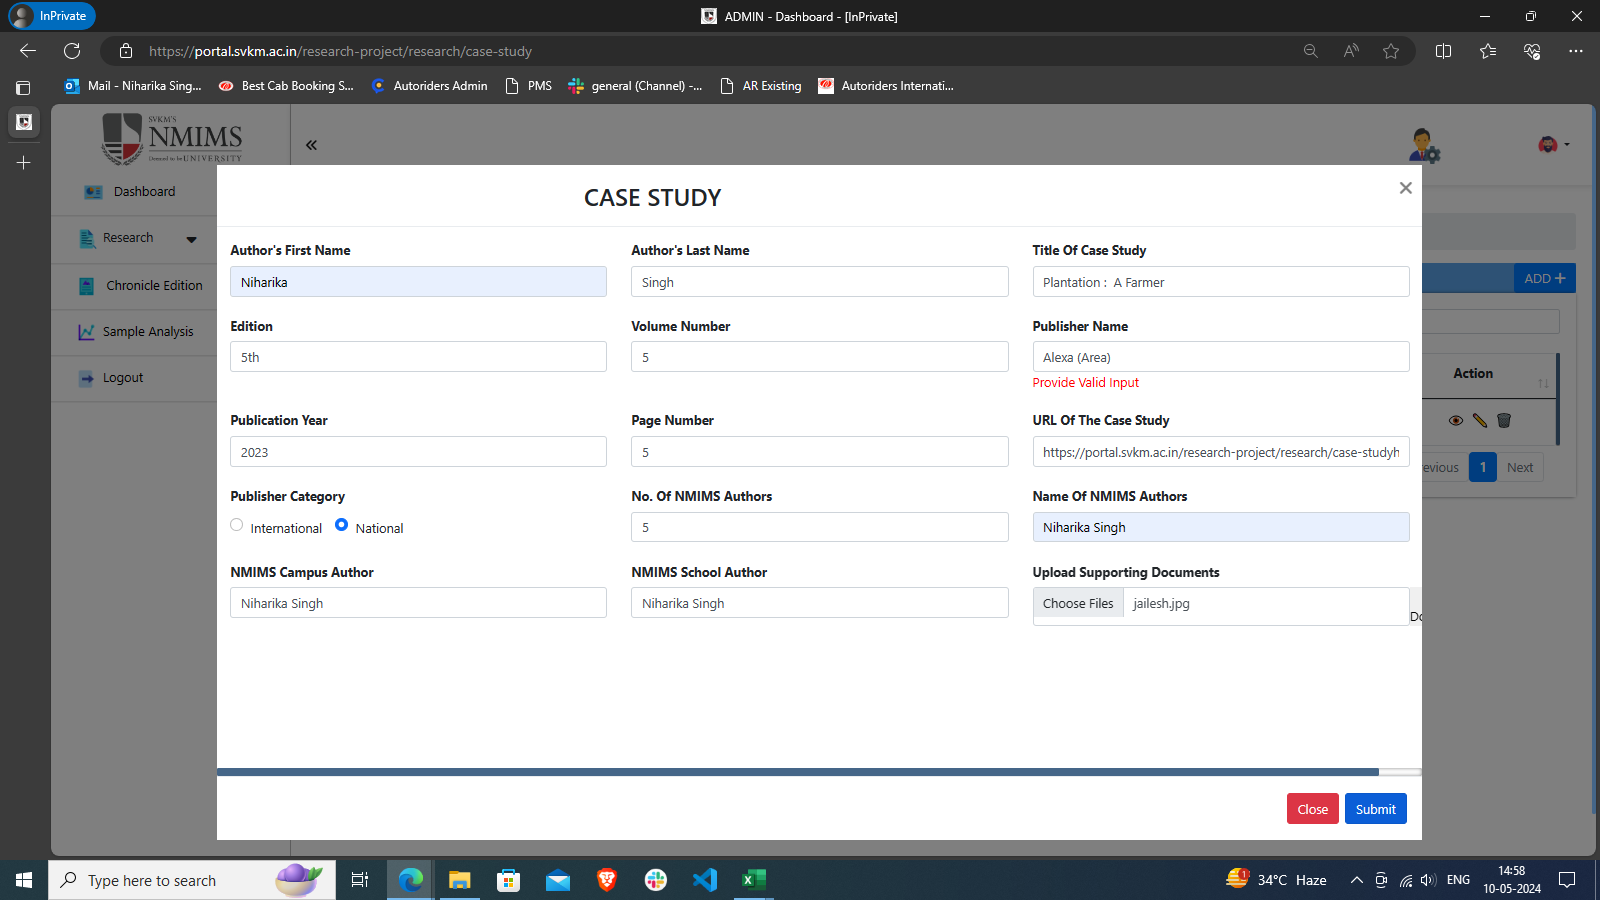 InPrivate
ADMIN - Dashboard - [InPrivate]
https://portal.svkm.ac.in/research-project/research/case-study
Mail - Niharika Sing...
Best Cab Booking S...
Autoriders Admin
PMS
general (Channel) -...
AR Existing
Autoriders Internati...
SVKM'S
NMIMS
Deemed to be UNIVERSITY
«
Dashboard
Research
Chronicle Edition
Sample Analysis
Logout
CASE STUDY
×
ADD +
Author's First Name
Author's Last Name
Title Of Case Study
Niharika
Singh
Plantation : A Farmer
Edition
Volume Number
Publisher Name
5th
5
Alexa (Area)
Provide Valid Input
Action
Publication Year
Page Number
URL Of The Case Study
2023
5
https://portal.svkm.ac.in/research-project/research/case-studyh
evious
1
Next
Publisher Category
No. Of NMIMS Authors
Name Of NMIMS Authors
International
National
5
Niharika Singh
NMIMS Campus Author
NMIMS School Author
Upload Supporting Documents
Niharika Singh
Niharika Singh
Choose Files
jailesh.jpg
Do
Close
Submit
Type here to search
1
34°C Haze
ENG
14:58
10-05-2024